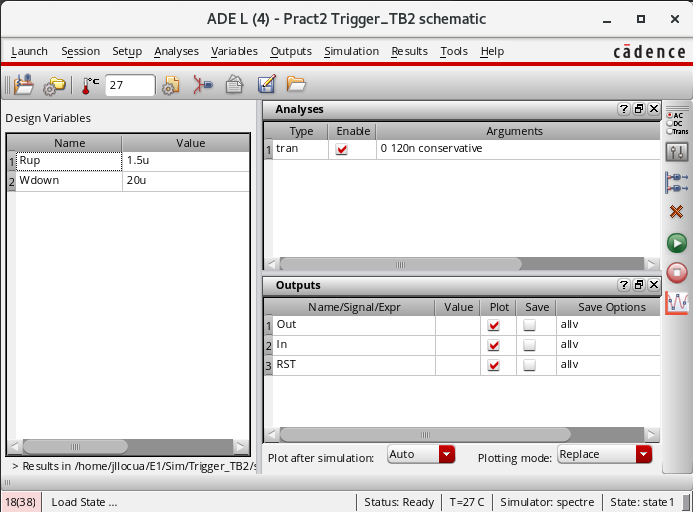 ADE L (4) - Pract2 Trigger_TB2 schematic
Launch Session Setup Analyses Variables Outputs Simulation Results Tools Help cādence
°C 27
Design Variables
Name Value
1 Rup 1.5u
2 Wdown 20u
> Results in /home/jllocua/E1/Sim/Trigger_TB2/s
Analyses
Type Enable Arguments
1 tran 0 120n conservative
Outputs
Name/Signal/Expr Value Plot Save Save Options
1 Out allv
2 In allv
3 RST allv
Plot after simulation: Auto Plotting mode: Replace
AC
DC
Trans
18(38) Load State ... Status: Ready T=27 C Simulator: spectre State: state1